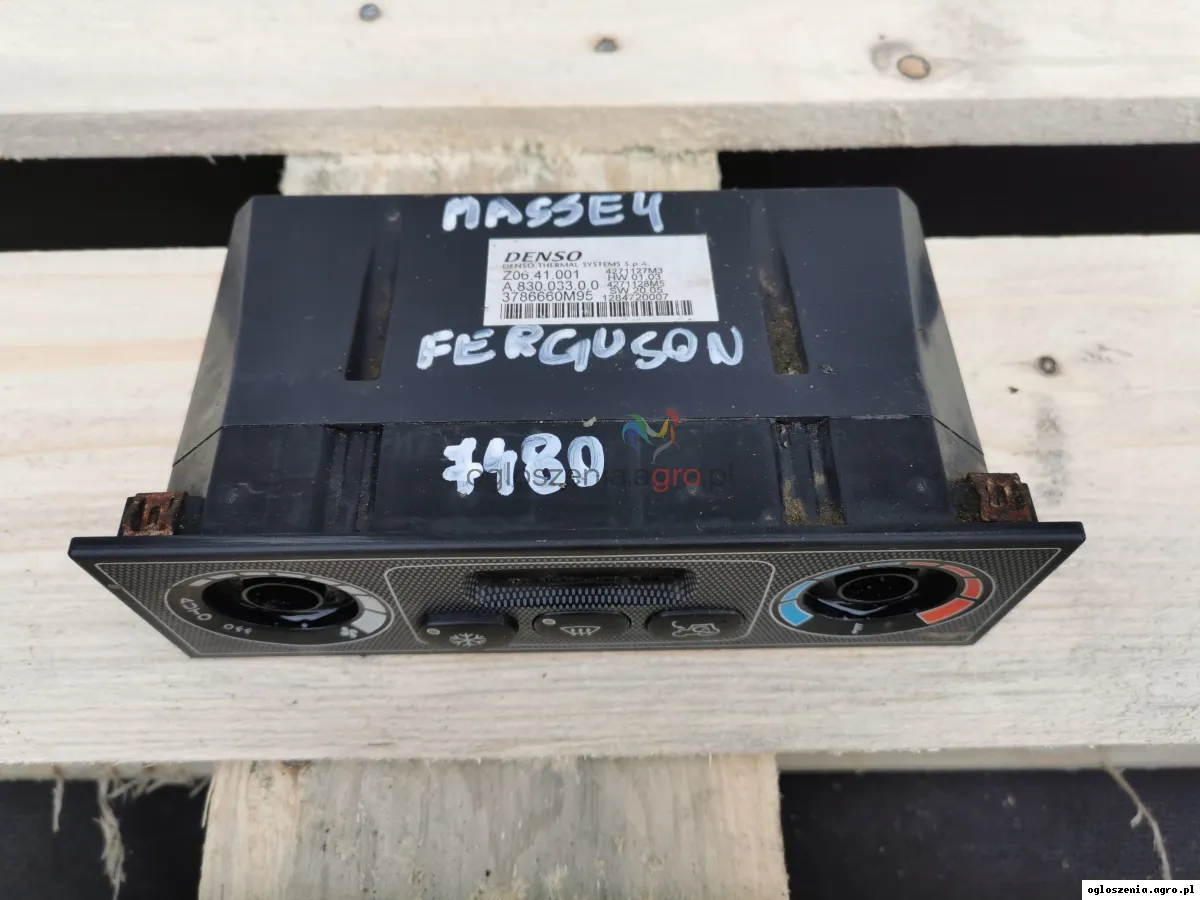 MASSEY
DENSO
DENSO THERMAL SYSTEMS S.p.A.
Z06.41.001 4271127M3
HW 01.03
A.830.033.0.0 4271128M5
SW 20.05
3786660M95 1284720007
FERGUSON
7480
ogloszenia.agro.pl
ogloszenia.agro.pl